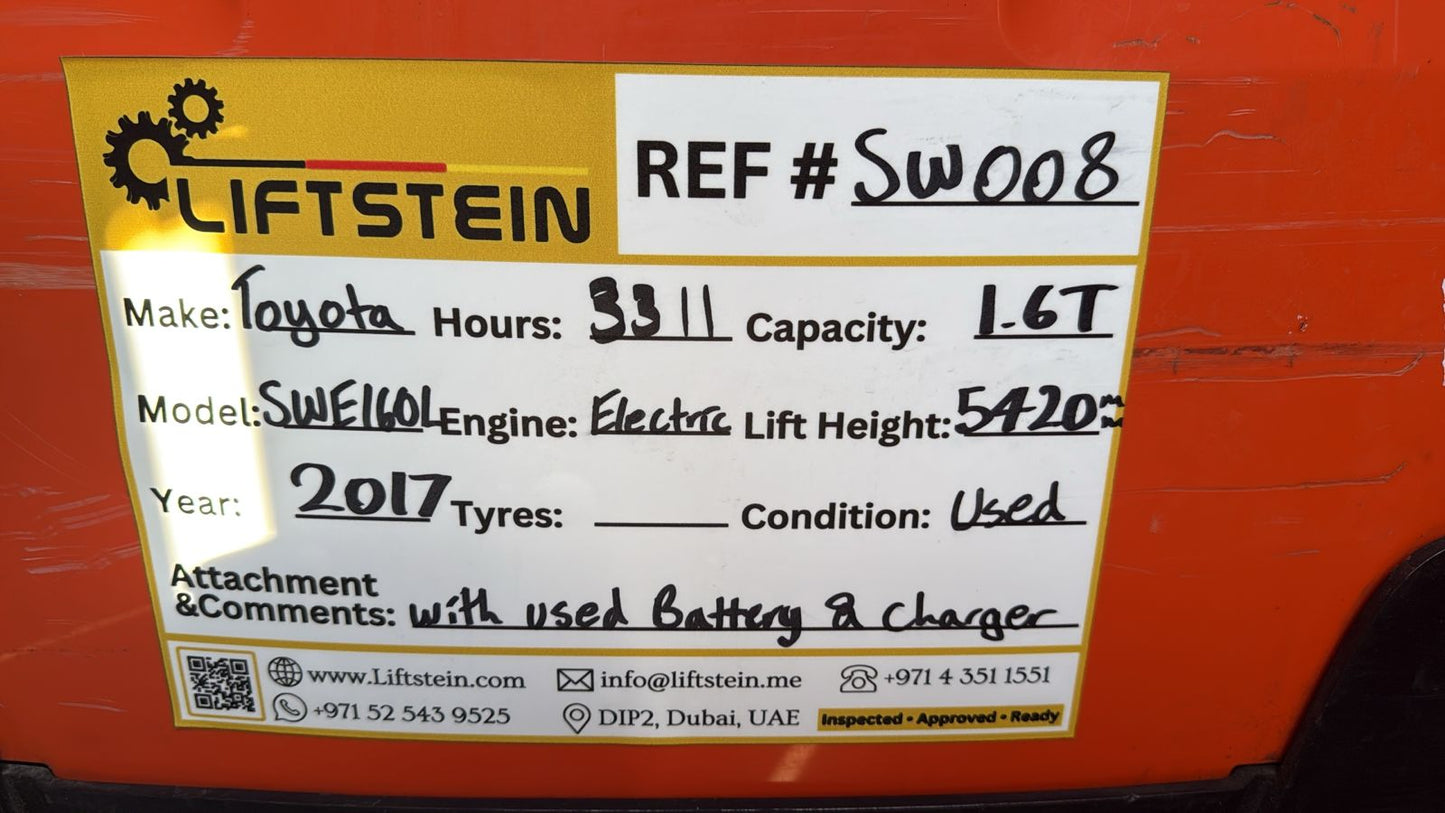 LIFTSTEIN
REF # SW008
Make: Toyota Hours: 3311 Capacity: 1.6T
Model: SWE160L Engine: Electric Lift Height: 5420mm
Year: 2017 Tyres: Condition: Used
Attachment
&Comments: with used Battery & charger
www.Liftstein.com info@liftstein.me +971 4 351 1551
+971 52 543 9525 DIP2, Dubai, UAE Inspected • Approved • Ready